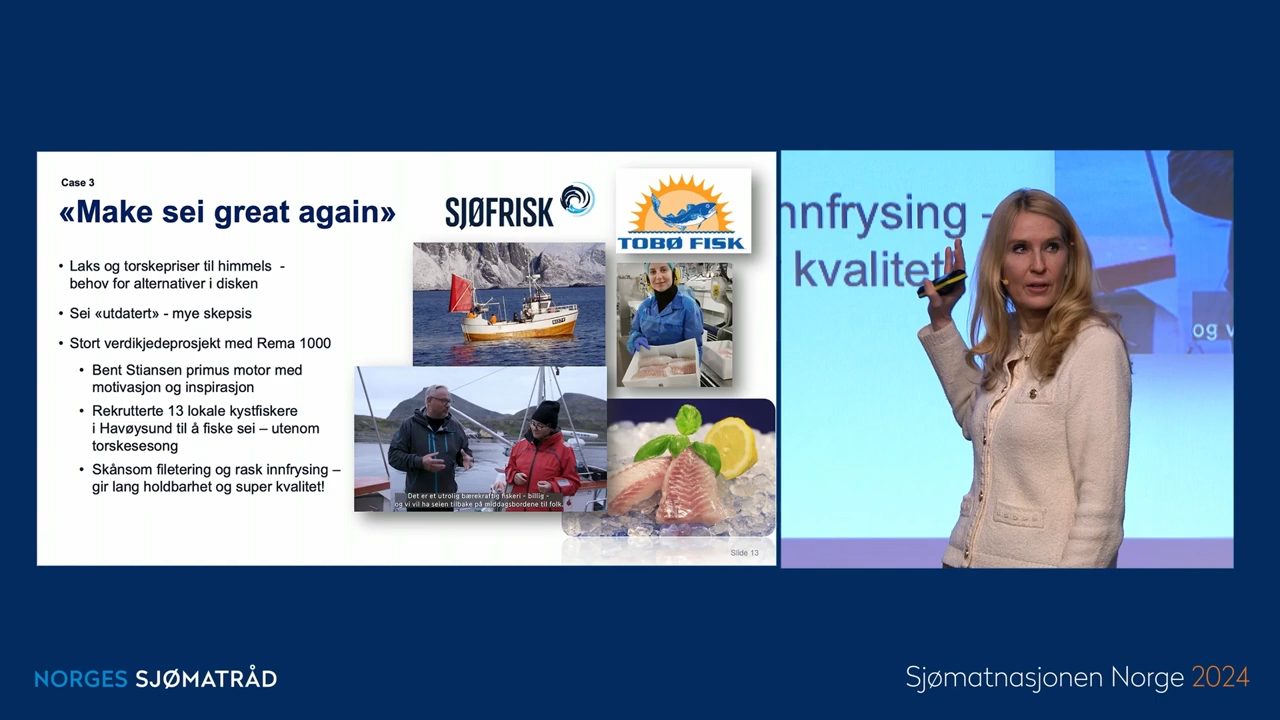 Case 3
«Make sei great again»
• Laks og torskepriser til himmels -
behov for alternativer i disken
• Sei «utdatert» - mye skepsis
• Stort verdikjedeprosjekt med Rema 1000
• Bent Stiansen primus motor med
motivasjon og inspirasjon
• Rekrutterte 13 lokale kystfiskere
i Havøysund til å fiske sei – utenom
torskesesong
• Skånsom filetering og rask innfrysing –
gir lang holdbarhet og super kvalitet!
SJØFRISK
TOBØ FISK
Det er et utrolig bærekraftig fiskeri - billig -
og vi vil ha seien tilbake på middagsbordene til folk.
Slide 13
nnfrysing -
kvalitet!
og v
NORGES SJØMATRÅD
Sjømatnasjonen Norge 2024